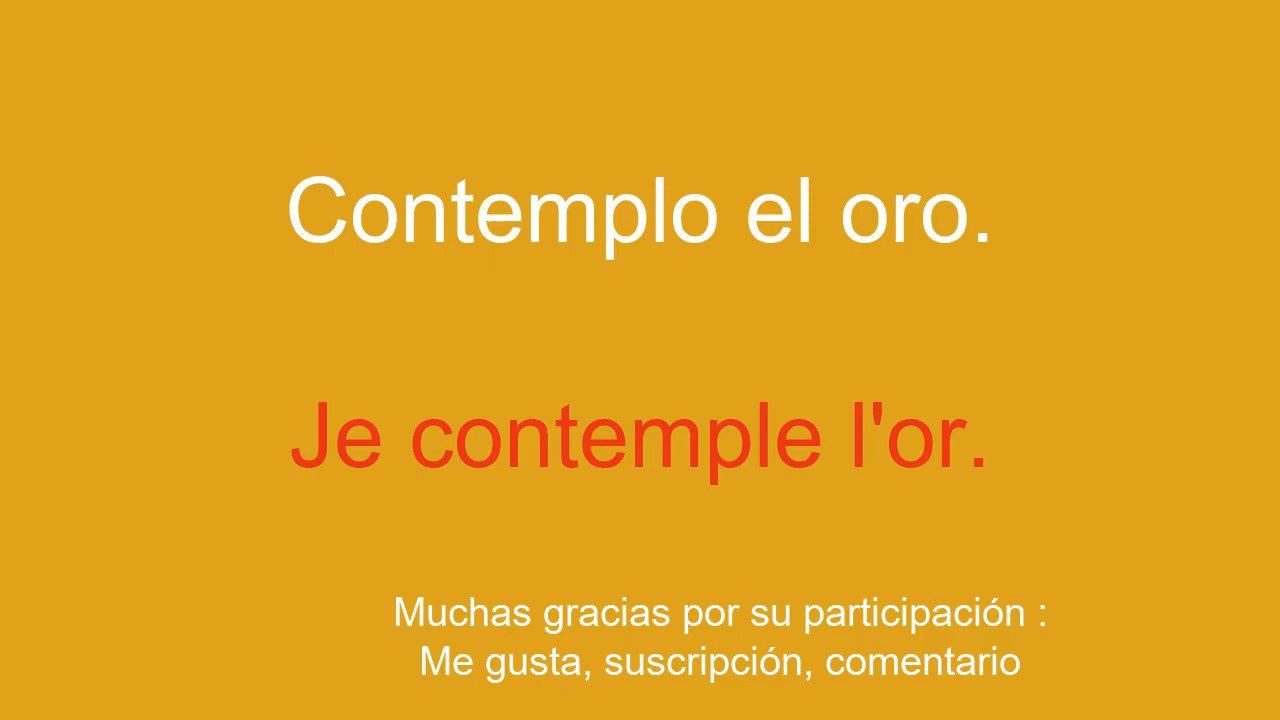 Contemplo el oro.
Je contemple l'or.
Muchas gracias por su participación :
Me gusta, suscripción, comentario